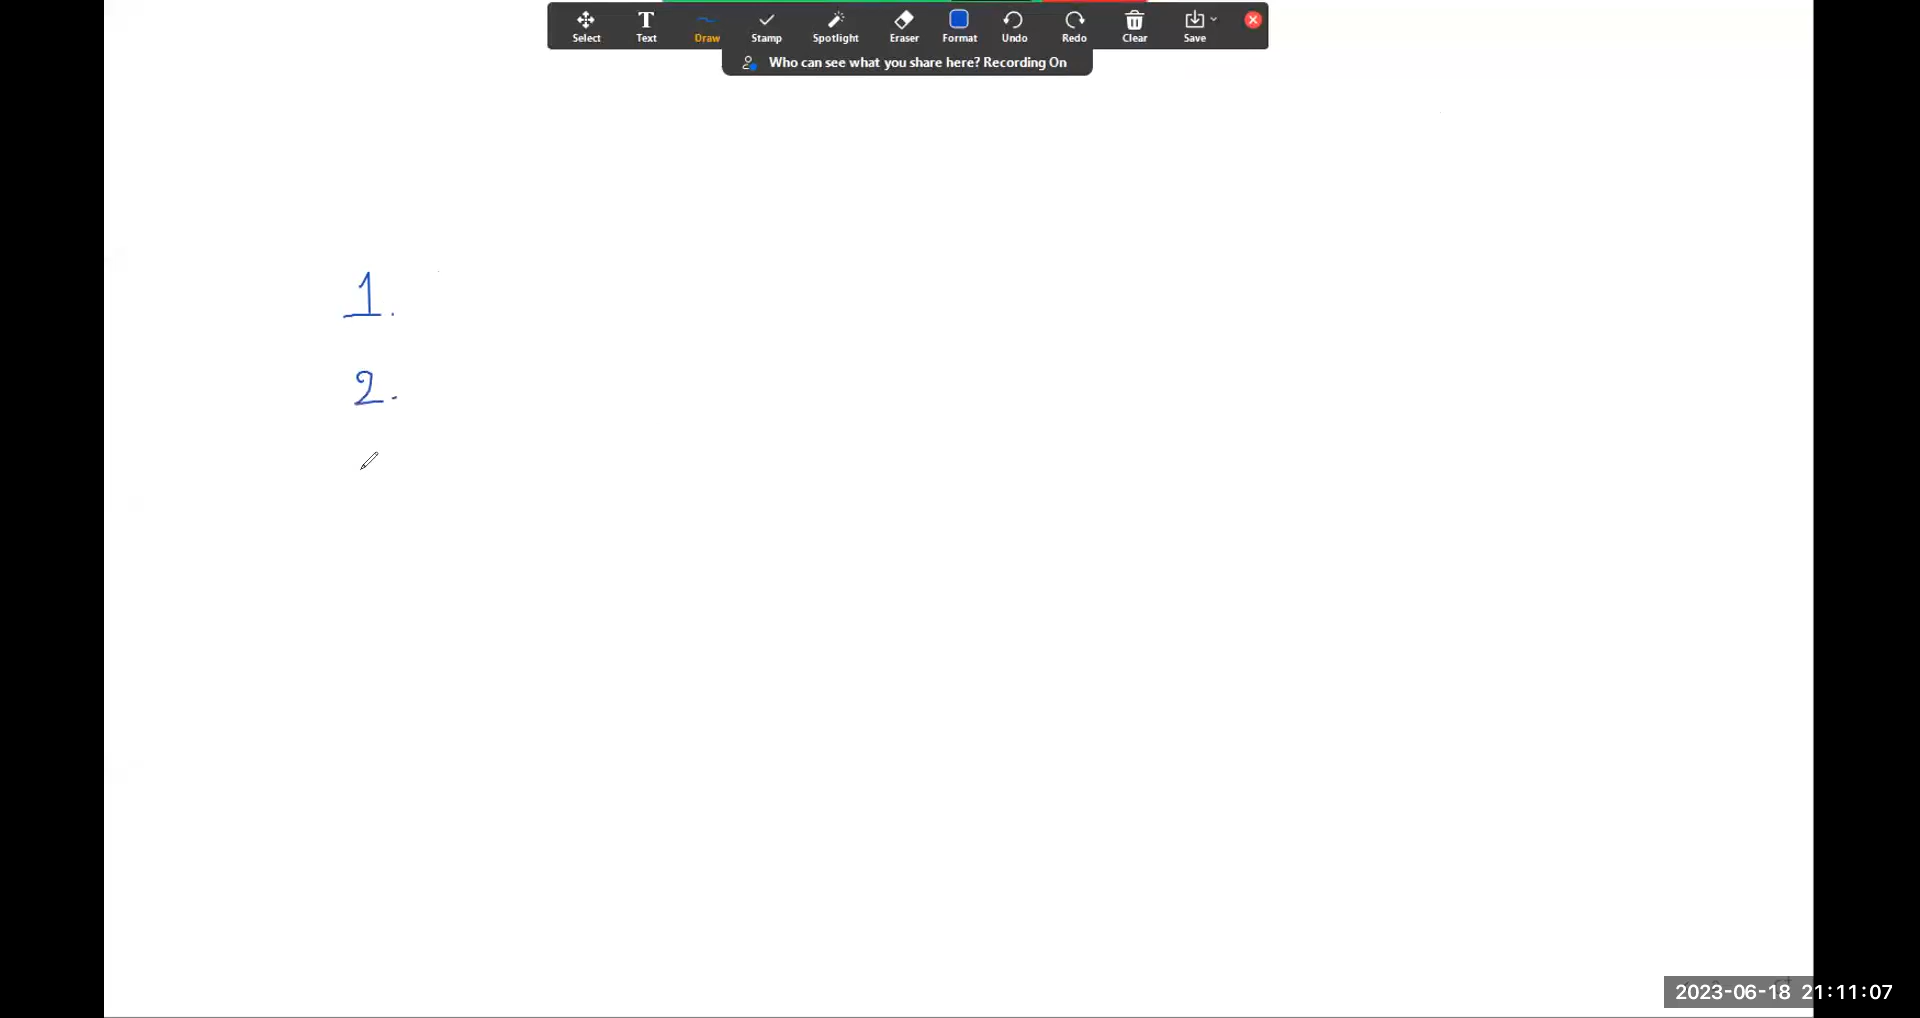 Select Text Draw Stamp Spotlight Eraser Format Undo Redo Clear Save
Who can see what you share here? Recording On
1.
2.
2023-06-18 21:11:07